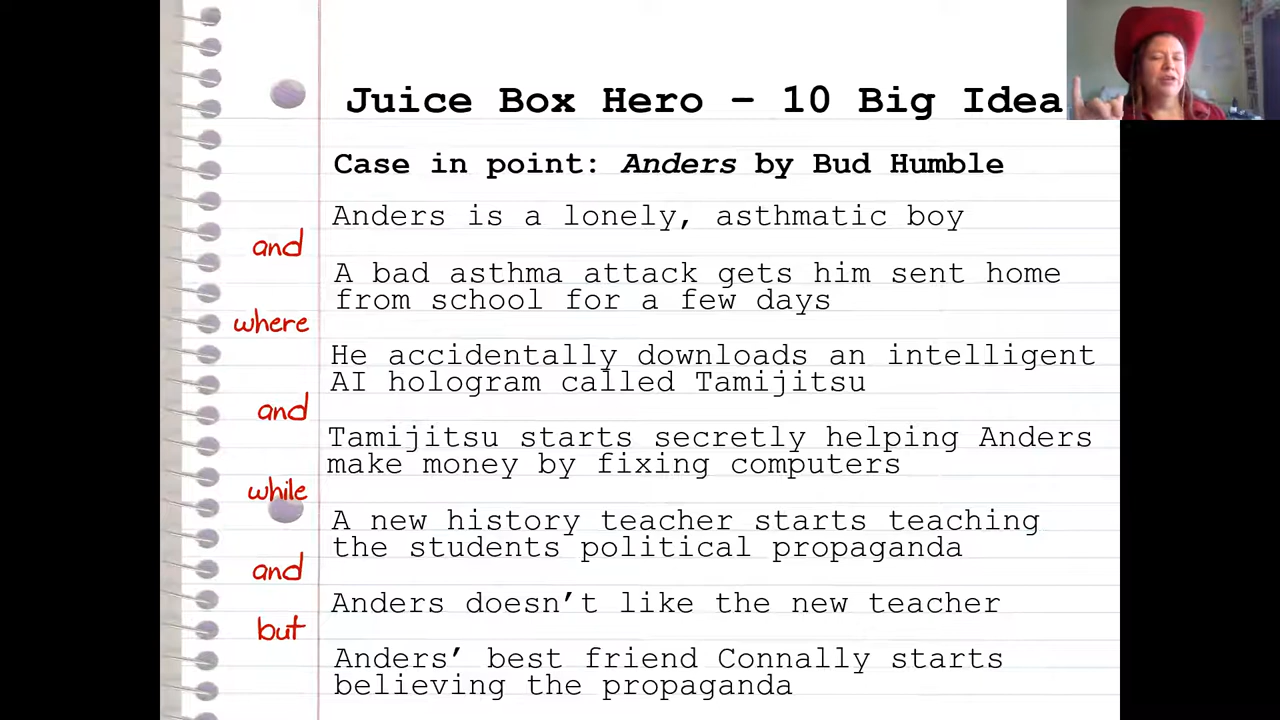 Juice Box Hero – 10 Big Idea
Case in point: Anders by Bud Humble
Anders is a lonely, asthmatic boy
and
A bad asthma attack gets him sent home
from school for a few days
where
He accidentally downloads an intelligent
AI hologram called Tamijitsu
and
Tamijitsu starts secretly helping Anders
make money by fixing computers
while
A new history teacher starts teaching
the students political propaganda
and
Anders doesn’t like the new teacher
but
Anders’ best friend Connally starts
believing the propaganda